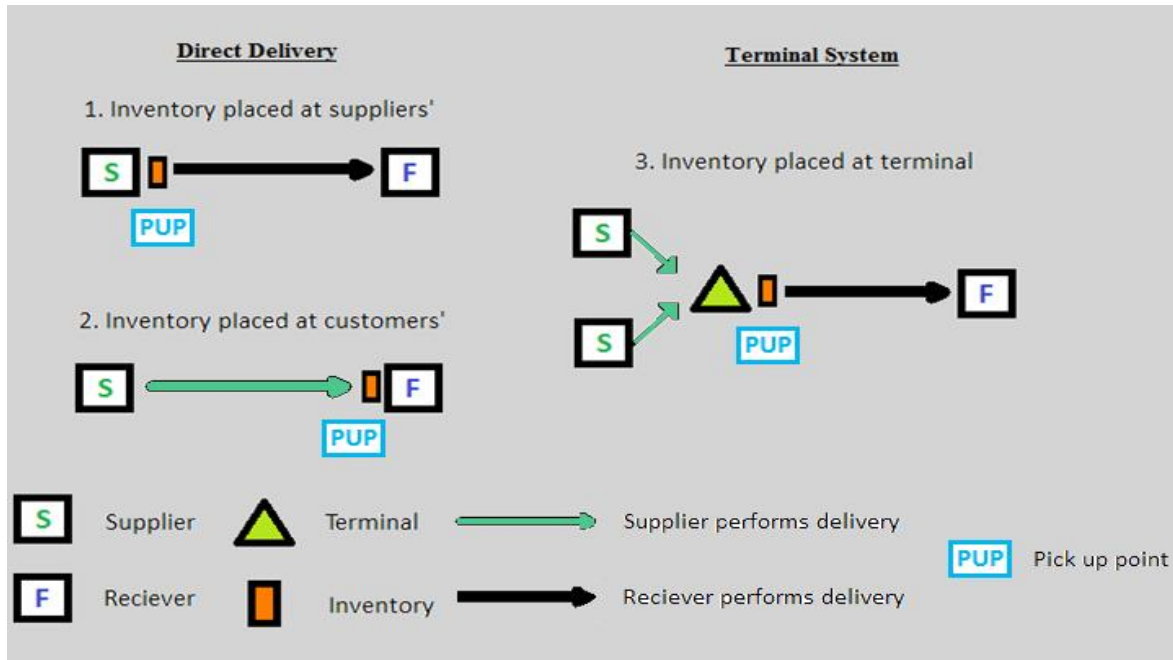 Direct Delivery
Terminal System
1. Inventory placed at suppliers'
S
F
PUP
3. Inventory placed at terminal
S
S
F
PUP
2. Inventory placed at customers'
S
F
PUP
S Supplier
Terminal
Supplier performs delivery
PUP Pick up point
F Reciever
Inventory
Reciever performs delivery